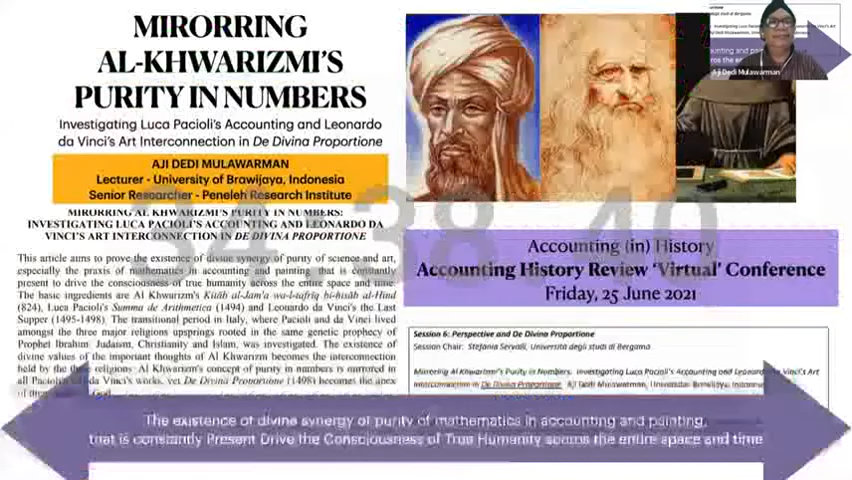 MIRORRING
AL-KHWARIZMI'S
PURITY IN NUMBERS
Investigating Luca Pacioli's Accounting and Leonardo
da Vinci's Art Interconnection in De Divina Proportione
AJI DEDI MULAWARMAN
Lecturer - University of Brawijaya, Indonesia
Senior Researcher - Peneleh Research Institute
MIRORRING AL KHWARIZMI'S PURITY IN NUMBERS:
INVESTIGATING LUCA PACIOLI'S ACCOUNTING AND LEONARDO DA
VINCI'S ART INTERCONNECTION IN DE DIVINA PROPORTIONE
This article aims to prove the existence of divine synergy of purity of science and art,
especially the praxis of mathematics in accounting and painting, that is constantly
present to drive the consciousness of true humanity across the entire space and time.
The basic ingredients are Al Khwarizm's Kitāb al-Jam'a wa-l-tafrīq bi-hisāb al-Hind
(824), Luca Pacioli's Summa de Arithmetica (1494) and Leonardo da Vinci's the Last
Supper (1495-1498). The transitional period in Italy, where Pacioli and da Vinci lived
amongst the three major religions upsprings rooted in the same genetic prophecy of
Prophet Ibrahim: Judaism, Christianity and Islam, was investigated. The existence of
divine values of the important thoughts of Al Khwarizm becomes the interconnection
held by the three religions. Al Khwarizm's concept of purity in numbers is mirrored in
all Pacioli da Vinci's works, yet De Divina Proportione (1498) becomes the apex
Aji Dedi Mulawarman
34:38.40
Accounting (in) History
Accounting History Review 'Virtual' Conference
Friday, 25 June 2021
Session 6: Perspective and De Divina Proportione
Session Chair: Stefania Servalli, Università degli studi di Bergamo
Mirroring Al Khwarizmi's Purity in Numbers: Investigating Luca Pacioli's Accounting and Leonardo Vinci's Art
Interconnection in De Divina Proportione, Aji Dedi Mulawarman, Universitas Brawijaya, Indonesia
The existence of divine synergy of purity of mathematics in accounting and painting,
that is constantly Present Drive the Consciousness of True Humanity across the entire space and time